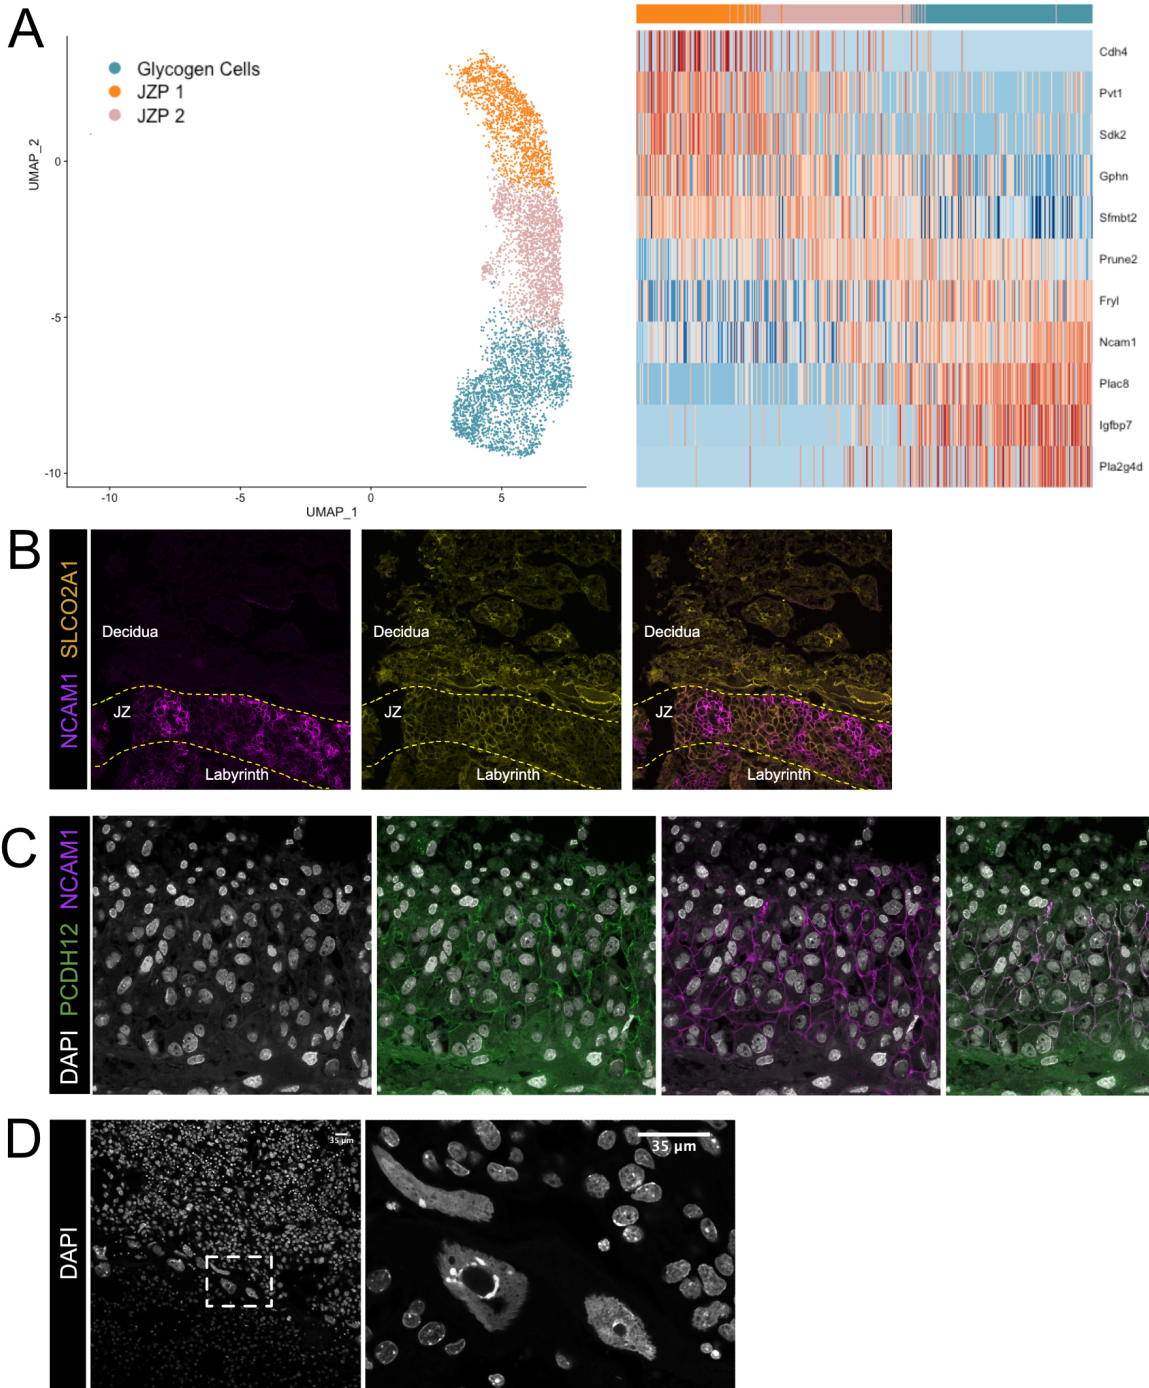 A
Glycogen Cells
JZP 1
JZP 2
UMAP_2
0
-5
-10
-10
-5
0
5
UMAP_1
Cdh4
Pvt1
Sdk2
Gphn
Sfmbt2
Prune2
Fryl
Ncam1
Plac8
Igfbp7
Pla2g4d
B
NCAM1 SLCO2A1
Decidua
JZ
Labyrinth
Decidua
JZ
Labyrinth
Decidua
JZ
Labyrinth
C
DAPI PCDH12 NCAM1
D
DAPI
35 µm
35 µm